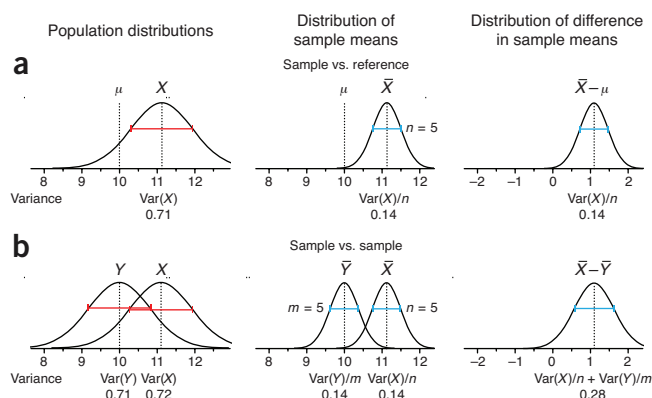 Population distributions
Distribution of
sample means
Distribution of difference
in sample means
a
Sample vs. reference
μ
X
μ
X̅
n = 5
X̅ – μ
8 9 10 11 12
8 9 10 11 12
−2 −1 0 1 2
Variance
Var(X)
0.71
Var(X)/n
0.14
Var(X)/n
0.14
b
Sample vs. sample
Y
X
m = 5
Y̅
X̅
n = 5
X̅ – Y̅
8 9 10 11 12
8 9 10 11 12
−2 −1 0 1 2
Variance
Var(Y) Var(X)
0.71 0.72
Var(Y)/m Var(X)/n
0.14 0.14
Var(X)/n + Var(Y)/m
0.28